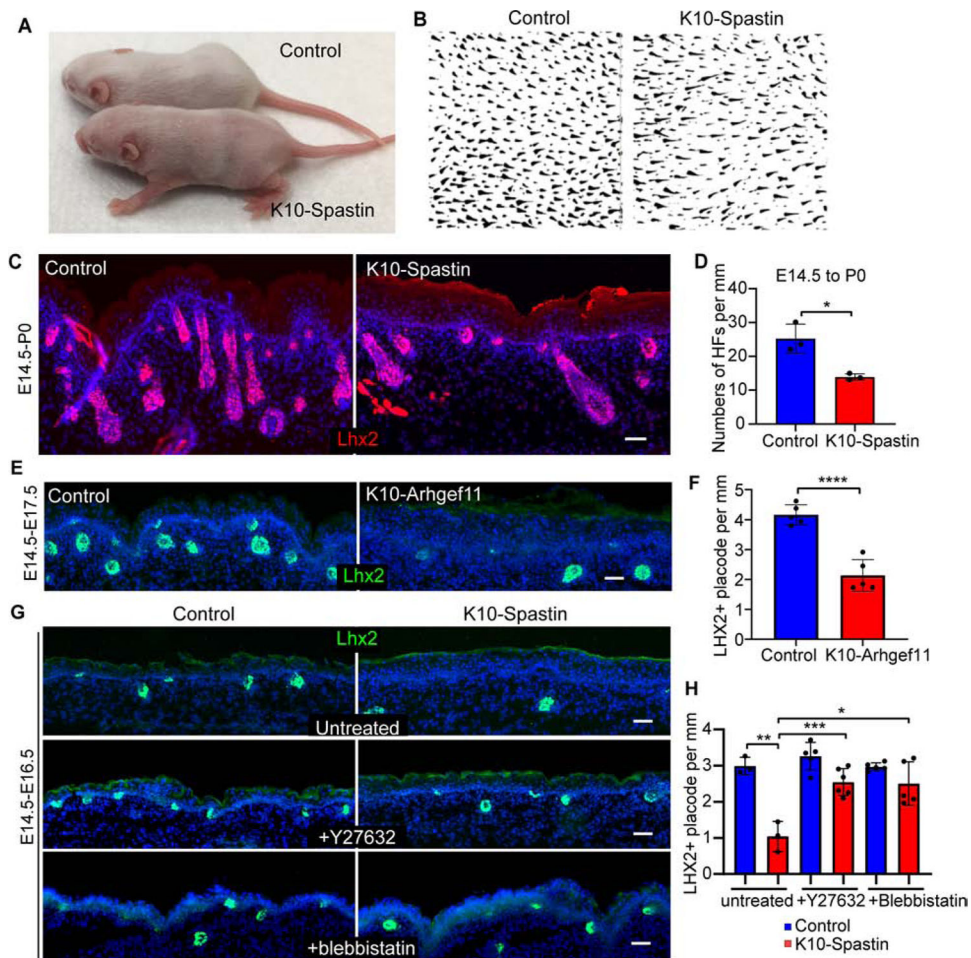 A
Control
K10-Spastin
B
Control
K10-Spastin
C
Control
K10-Spastin
E14.5-P0
Lhx2
D
E14.5 to P0
Numbers of HFs per mm
*
30
20
10
0
Control
K10-Spastin
E
Control
K10-Arhgef11
E14.5-E17.5
Lhx2
F
LHX2+ placode per mm
****
5
4
3
2
1
0
Control K10-Arhgef11
G
Control
K10-Spastin
Lhx2
Untreated
E14.5-E16.5
+Y27632
+blebbistatin
H
LHX2+ placode per mm
*
**
***
4
3
2
1
0
untreated +Y27632 +Blebbistatin
Control
K10-Spastin